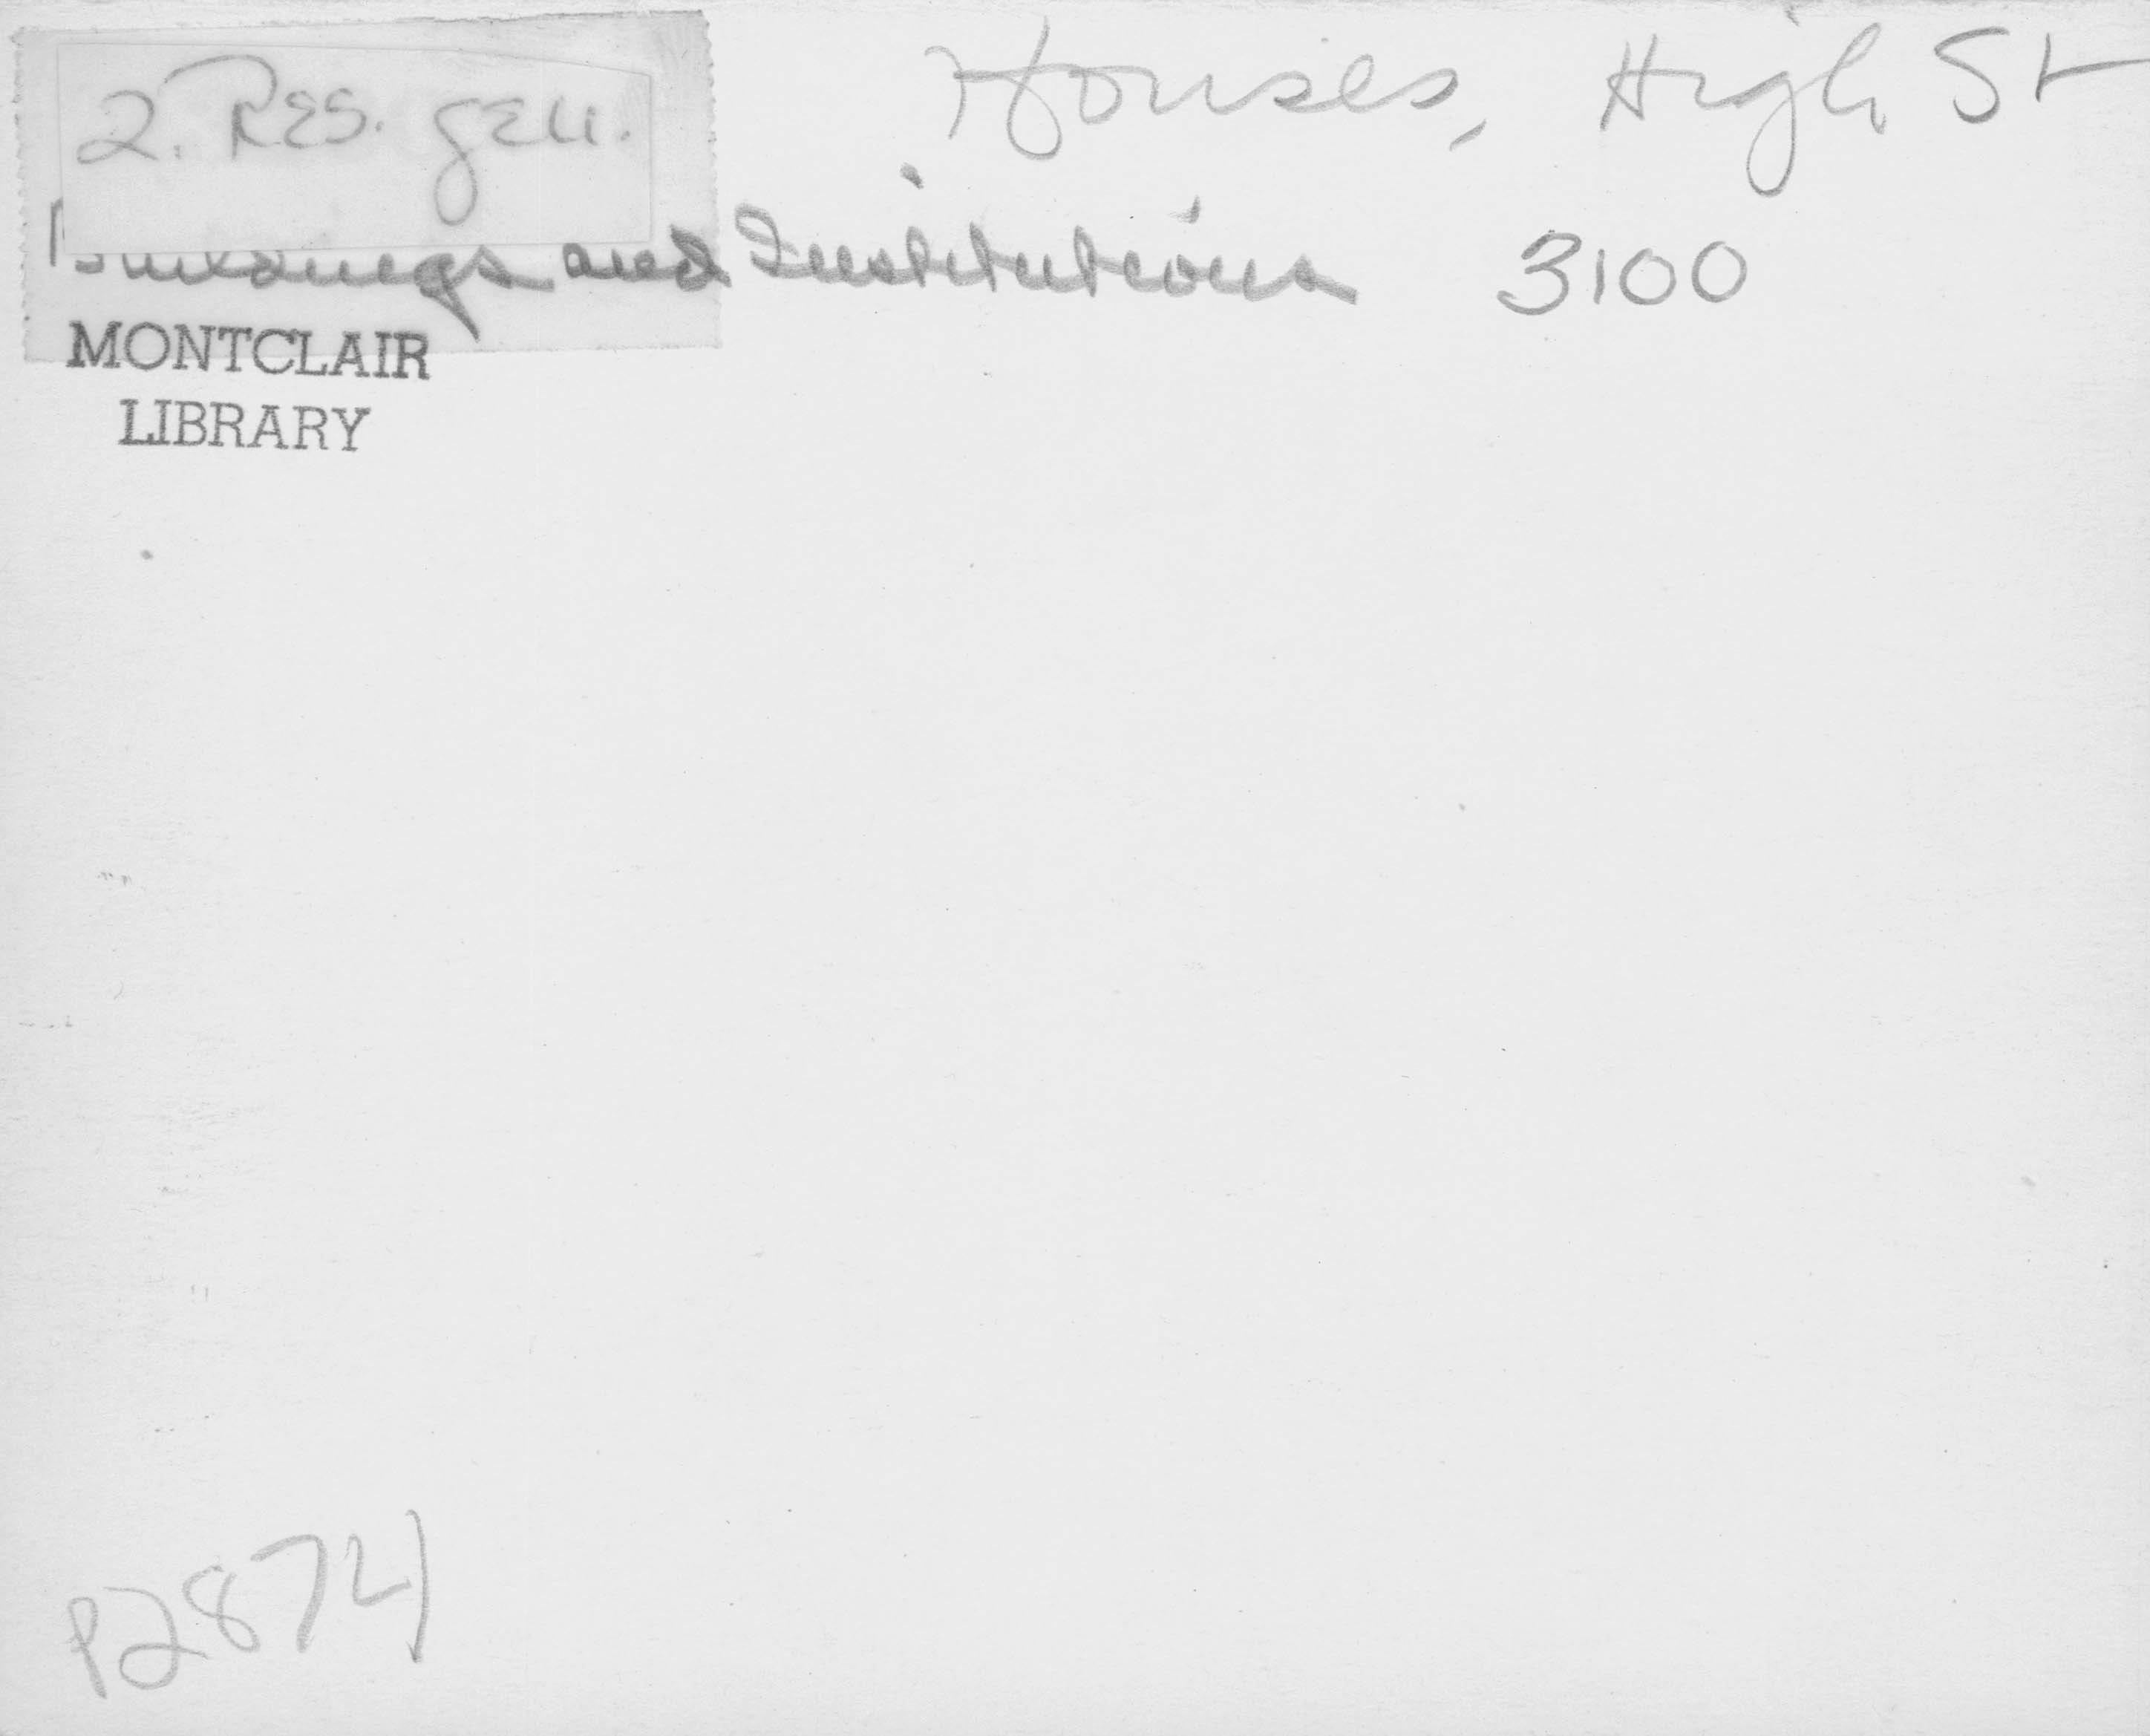 2. Res. gen.
Houses, High St
Buildings and Institutions 3100
MONTCLAIR
LIBRARY
P2874